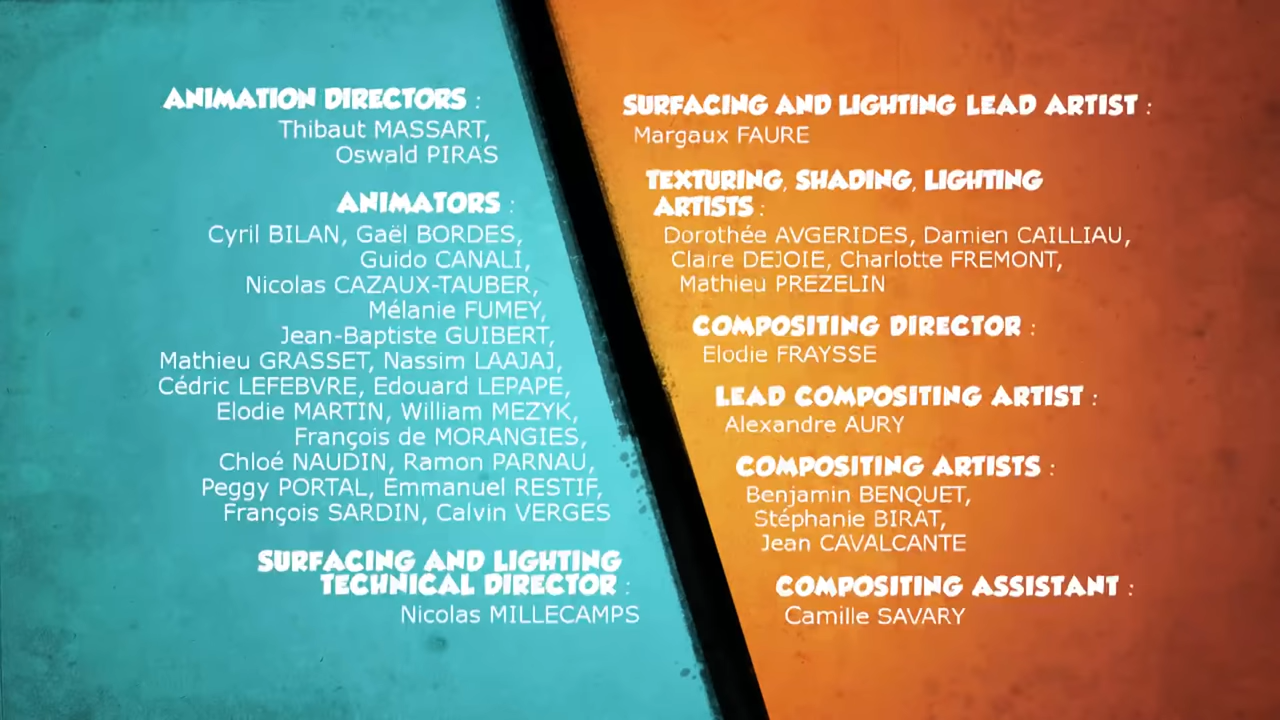 ANIMATION DIRECTORS :
Thibaut MASSART,
Oswald PIRAS
ANIMATORS :
Cyril BILAN, Gaël BORDES,
Guido CANALI,
Nicolas CAZAUX-TAUBER,
Mélanie FUMEY,
Jean-Baptiste GUIBERT,
Mathieu GRASSET, Nassim LAAJAJ,
Cédric LEFEBVRE, Edouard LEPAPE,
Elodie MARTIN, William MEZYK,
François de MORANGIES,
Chloé NAUDIN, Ramon PARNAU,
Peggy PORTAL, Emmanuel RESTIF,
François SARDIN, Calvin VERGES
SURFACING AND LIGHTING
TECHNICAL DIRECTOR :
Nicolas MILLECAMPS
SURFACING AND LIGHTING LEAD ARTIST :
Margaux FAURE
TEXTURING, SHADING, LIGHTING
ARTISTS :
Dorothée AVGERIDES, Damien CAILLIAU,
Claire DEJOIE, Charlotte FREMONT,
Mathieu PREZELIN
COMPOSITING DIRECTOR :
Elodie FRAYSSE
LEAD COMPOSITING ARTIST :
Alexandre AURY
COMPOSITING ARTISTS :
Benjamin BENQUET,
Stéphanie BIRAT,
Jean CAVALCANTE
COMPOSITING ASSISTANT :
Camille SAVARY